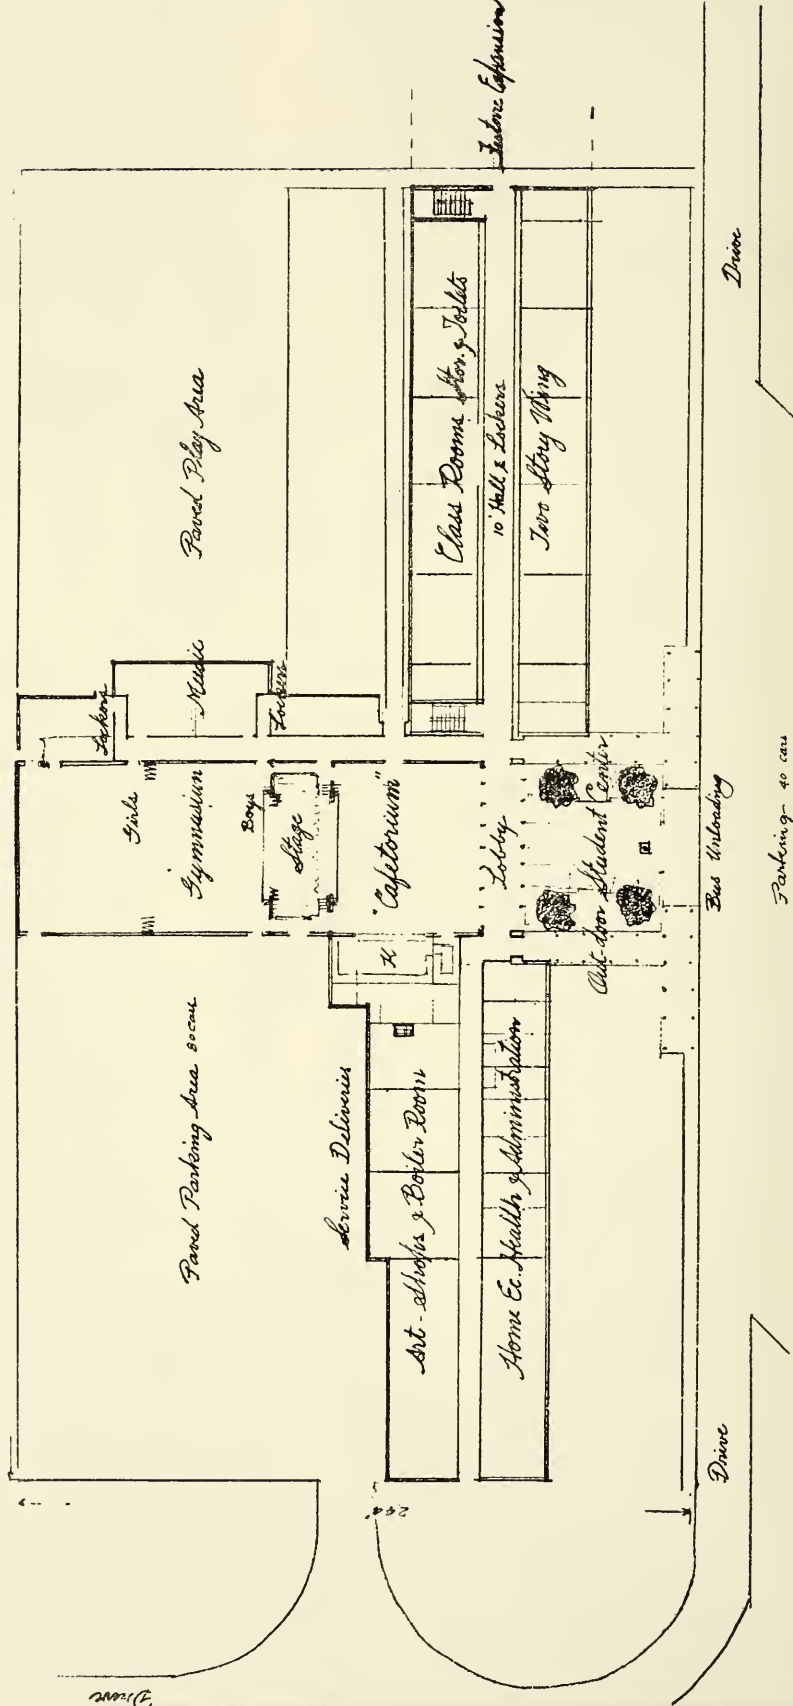 Future Expansion
Drive
Paved Play Area
Class Rooms Stor. & Toilets
10' Hall & Lockers
Two Story Wing
Music
Lockers
Lockers
Girls
Gymnasium
Boys
Stage
"Cafetorium"
Lobby
Out-door Student Center
Bus Unloading
Parking - 40 cars
K
Paved Parking Area 80 cars
Service Deliveries
Art - Shops & Boiler Room
Home Ec. Health & Administration
Drive
Drive